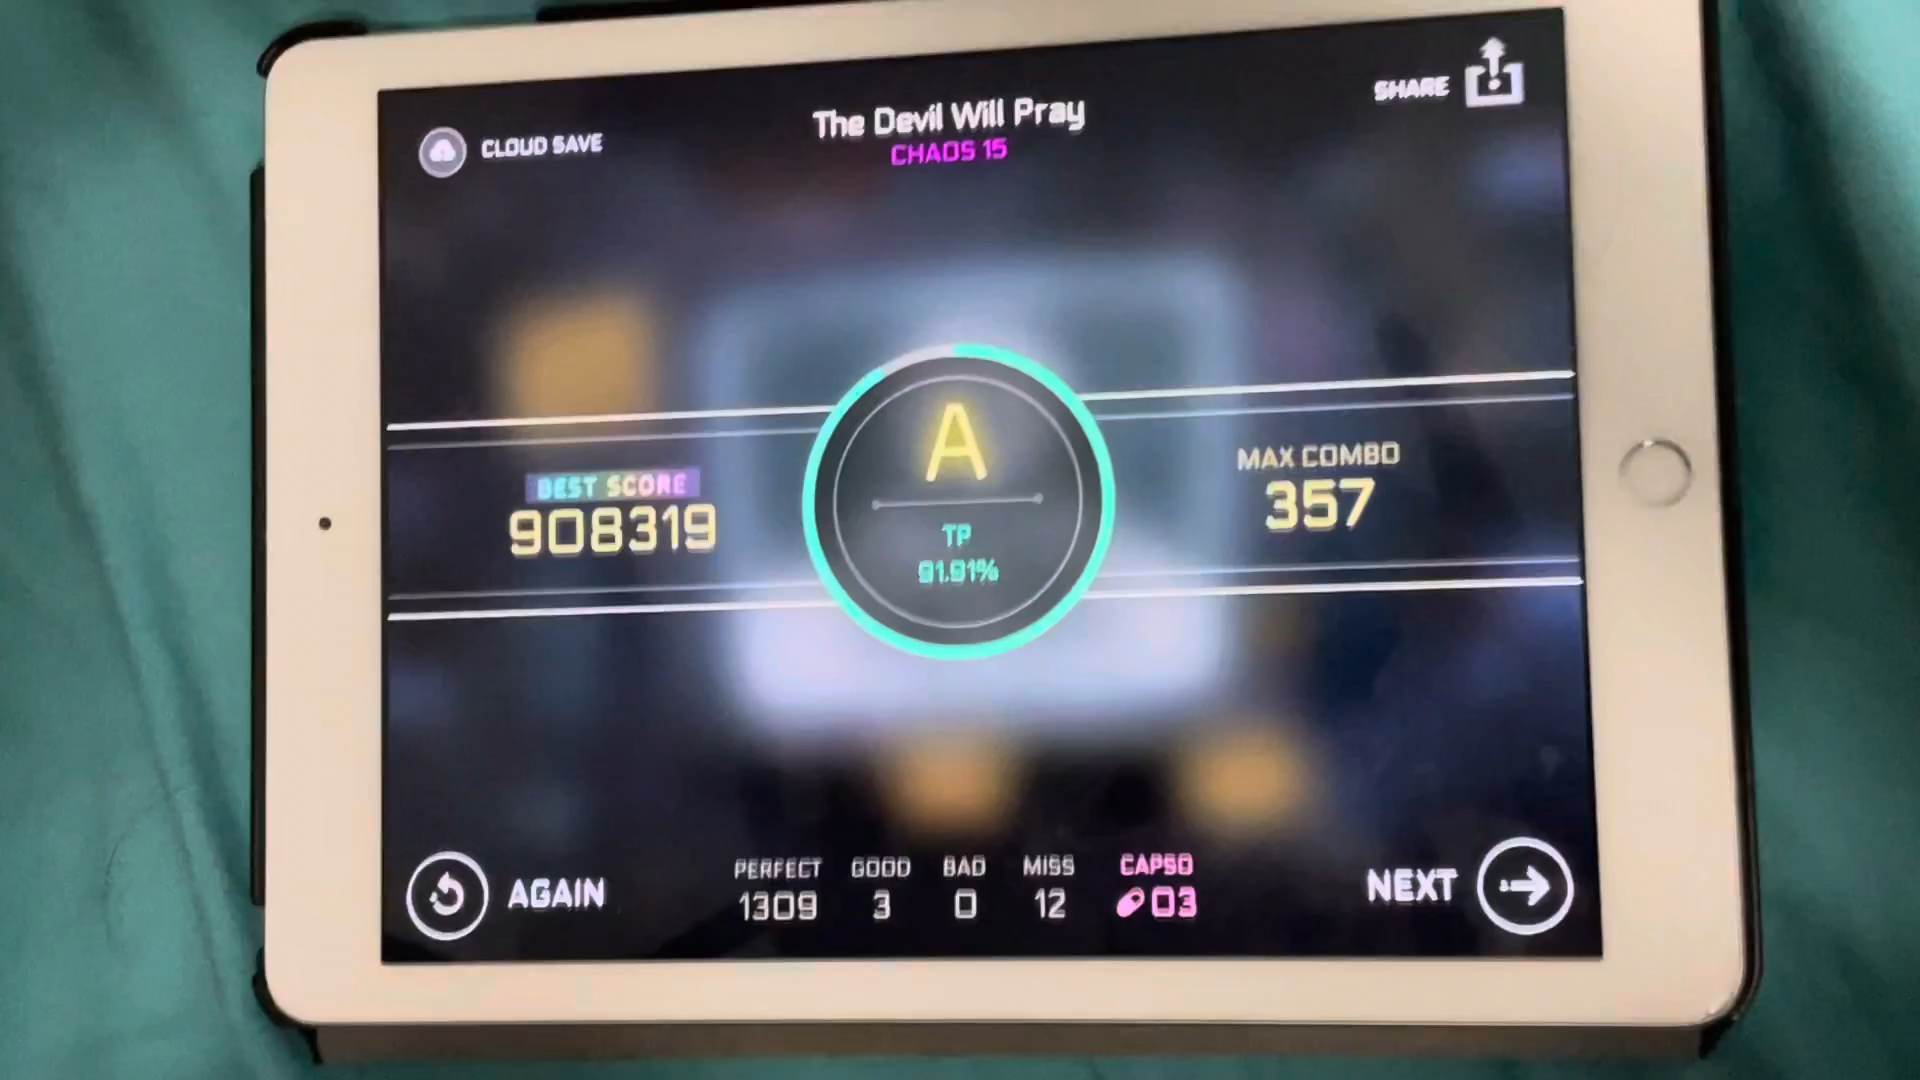 CLOUD SAVE
The Devil Will Pray
CHAOS 15
SHARE
BEST SCORE
908319
A
TP
91.91%
MAX COMBO
357
AGAIN
PERFECT GOOD BAD MISS CAPSO
1309 3 0 12 03
NEXT